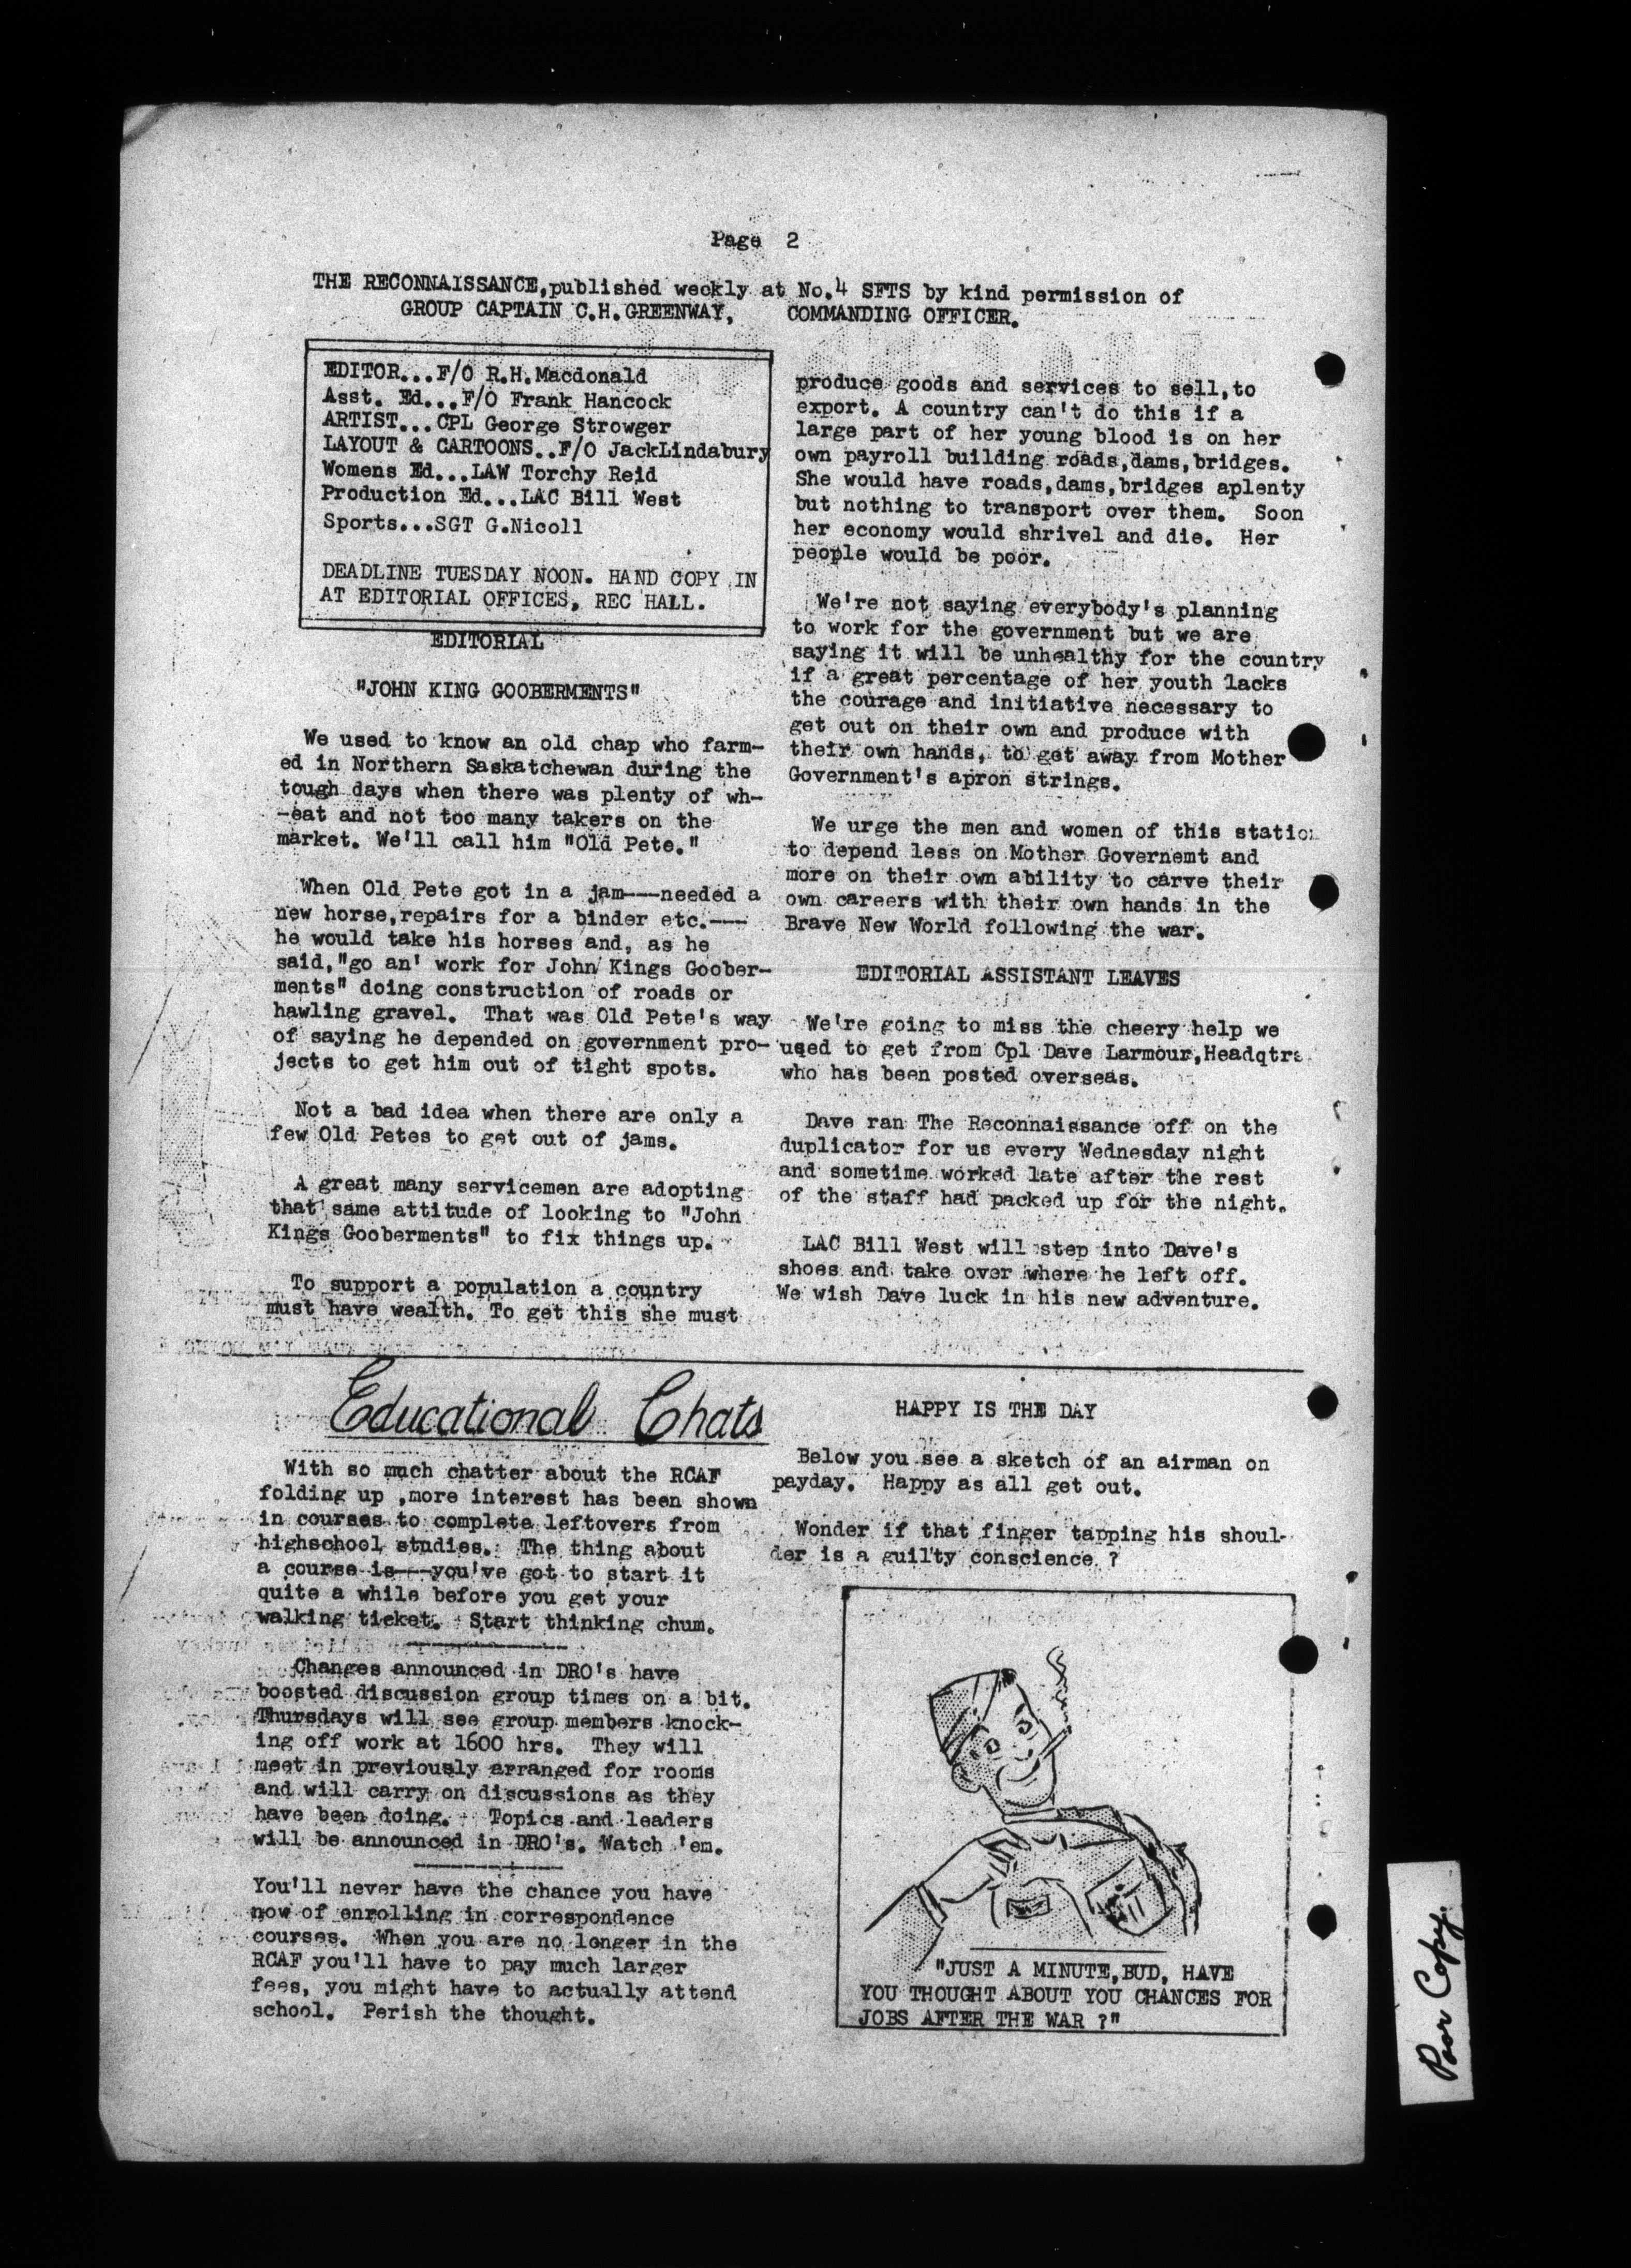 Page 2
THE RECONNAISSANCE,published weekly at No.4 SFTS by kind permission of
GROUP CAPTAIN C.H.GREENWAY, COMMANDING OFFICER.
EDITOR...F/O R.H.Macdonald
Asst. Ed...F/O Frank Hancock
ARTIST...CPL George Strowger
LAYOUT & CARTOONS..F/O JackLindabury
Womens Ed...LAW Torchy Reid
Production Ed...LAC Bill West
Sports...SGT G.Nicoll
DEADLINE TUESDAY NOON. HAND COPY IN
AT EDITORIAL OFFICES, REC HALL.
EDITORIAL
"JOHN KING GOOBERMENTS"
We used to know an old chap who farm-
ed in Northern Saskatchewan during the
tough days when there was plenty of wh-
-eat and not too many takers on the
market. We'll call him "Old Pete."
When Old Pete got in a jam---needed a
new horse,repairs for a binder etc.---
he would take his horses and, as he
said,"go an' work for John Kings Goober-
ments" doing construction of roads or
hawling gravel. That was Old Pete's way
of saying he depended on government pro-
jects to get him out of tight spots.
Not a bad idea when there are only a
few Old Petes to get out of jams.
A great many servicemen are adopting
that same attitude of looking to "John
Kings Gooberments" to fix things up.
To support a population a country
must have wealth. To get this she must
produce goods and services to sell,to
export. A country can't do this if a
large part of her young blood is on her
own payroll building roads,dams,bridges.
She would have roads,dams,bridges aplenty
but nothing to transport over them. Soon
her economy would shrivel and die. Her
people would be poor.
We're not saying everybody's planning
to work for the government but we are
saying it will be unhealthy for the country
if a great percentage of her youth lacks
the courage and initiative necessary to
get out on their own and produce with
their own hands, to get away from Mother
Government's apron strings.
We urge the men and women of this station
to depend less on Mother Governemt and
more on their own ability to carve their
own careers with their own hands in the
Brave New World following the war.
EDITORIAL ASSISTANT LEAVES
We're going to miss the cheery help we
used to get from Cpl Dave Larmour,Headqtrs
who has been posted overseas.
Dave ran The Reconnaissance off on the
duplicator for us every Wednesday night
and sometime worked late after the rest
of the staff had packed up for the night.
LAC Bill West will step into Dave's
shoes and take over where he left off.
We wish Dave luck in his new adventure.
Educational Chats
With so much chatter about the RCAF
folding up ,more interest has been shown
in courses to complete leftovers from
highschool studies. The thing about
a course is---you've got to start it
quite a while before you get your
walking ticket. Start thinking chum.
Changes announced in DRO's have
boosted discussion group times on a bit.
Thursdays will see group members knock-
ing off work at 1600 hrs. They will
meet in previously arranged for rooms
and will carry on discussions as they
have been doing. Topics and leaders
will be announced in DRO's. Watch 'em.
You'll never have the chance you have
now of enrolling in correspondence
courses. When you are no longer in the
RCAF you'll have to pay much larger
fees, you might have to actually attend
school. Perish the thought.
HAPPY IS THE DAY
Below you see a sketch of an airman on
payday. Happy as all get out.
Wonder if that finger tapping his shoul-
der is a guilty conscience ?
"JUST A MINUTE,BUD, HAVE
YOU THOUGHT ABOUT YOU CHANCES FOR
JOBS AFTER THE WAR ?"
Poor Copy.